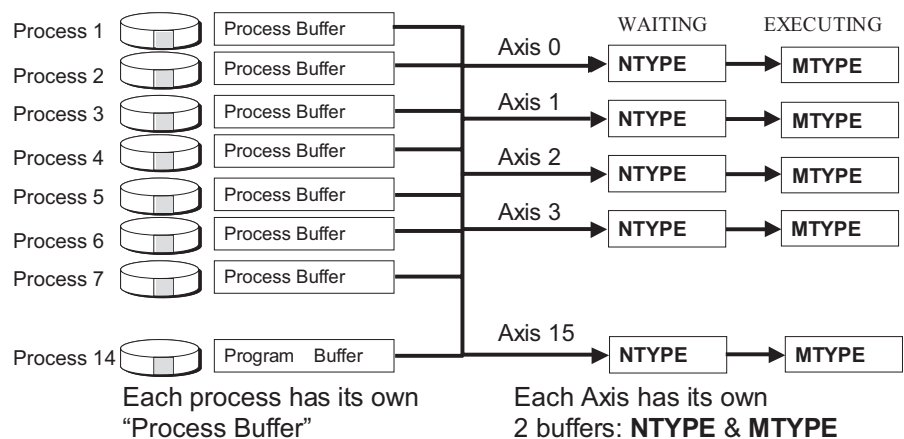 WAITING EXECUTING
Process 1 Process Buffer
Axis 0 NTYPE MTYPE
Process 2 Process Buffer
Axis 1 NTYPE MTYPE
Process 3 Process Buffer
Process 4 Process Buffer
Axis 2 NTYPE MTYPE
Process 5 Process Buffer
Axis 3 NTYPE MTYPE
Process 6 Process Buffer
Process 7 Process Buffer
Axis 15 NTYPE MTYPE
Process 14 Program Buffer
Each process has its own
“Process Buffer”
Each Axis has its own
2 buffers: NTYPE & MTYPE